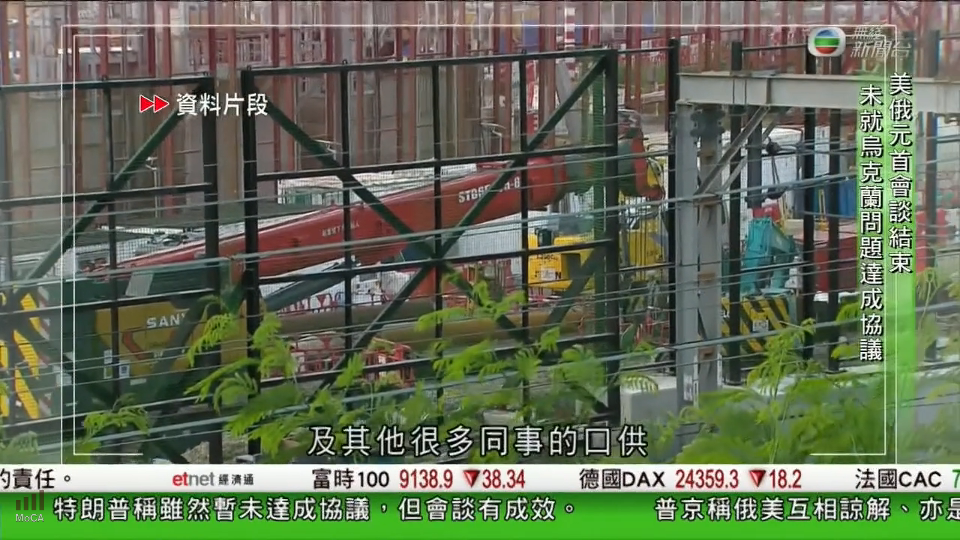 無綫
新聞台
資料片段
美俄元首會談結束
未就烏克蘭問題達成協議
STB60
SANY
及其他很多同事的口供
的責任。 etnet 經濟通 富時100 9138.9 ▼38.34 德國DAX 24359.3 ▼18.2 法國CAC 7
MoCA
特朗普稱雖然暫未達成協議，但會談有成效。 普京稱俄美互相諒解、亦是